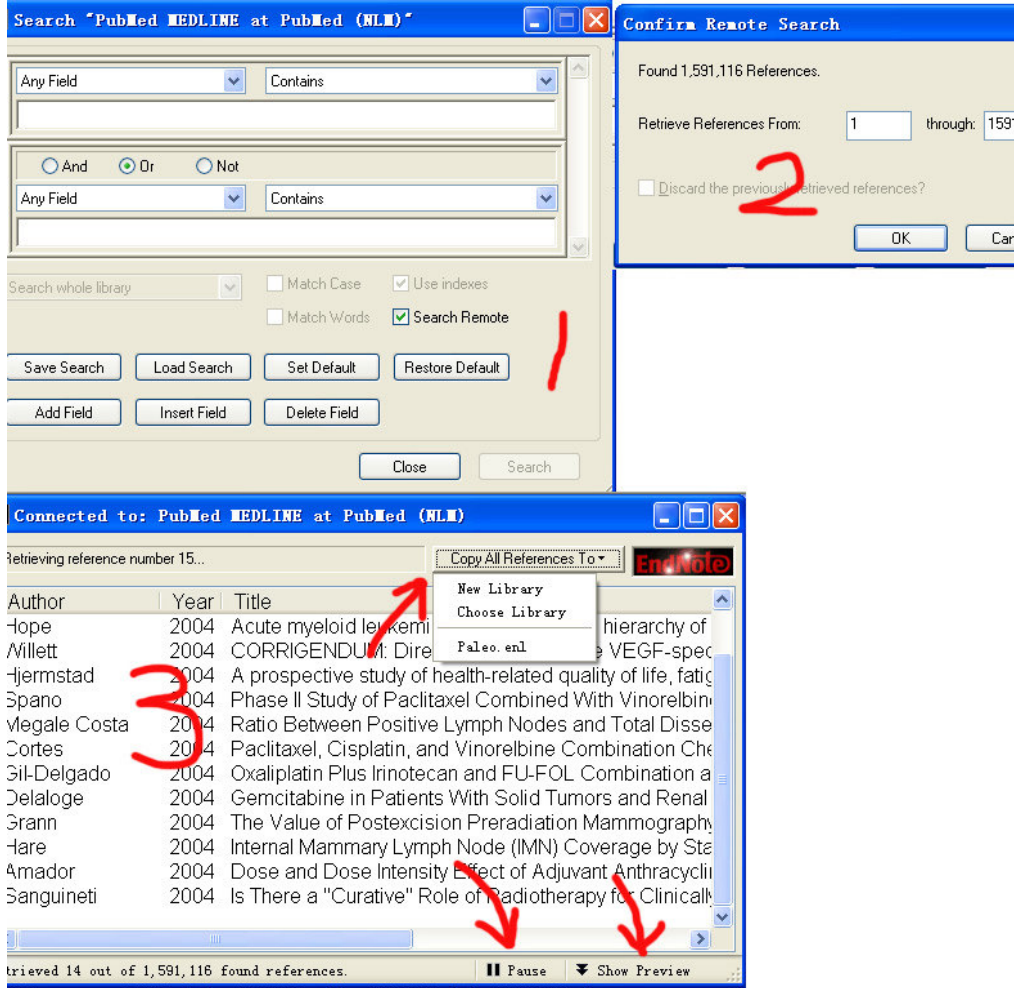 Search "PubMed MEDLINE at PubMed (NLM)"
Any Field Contains
And Or Not
Any Field Contains
Search whole library Match Case Use indexes
Match Words Search Remote
Save Search Load Search Set Default Restore Default
Add Field Insert Field Delete Field
Close Search
1
Confirm Remote Search
Found 1,591,116 References.
Retrieve References From: 1 through: 1591
Discard the previously retrieved references?
2
OK Can
Connected to: PubMed MEDLINE at PubMed (NLM)
Retrieving reference number 15... Copy All References To EndNote
New Library
Choose Library
Paleo.enl
Author Year Title
Hope 2004 Acute myeloid leukemi hierarchy of
Willett 2004 CORRIGENDUM: Dire VEGF-spec
Hjermstad 2004 A prospective study of health-related quality of life, fatig
Spano 2004 Phase II Study of Paclitaxel Combined With Vinorelbin
Megale Costa 2004 Ratio Between Positive Lymph Nodes and Total Disse
Cortes 2004 Paclitaxel, Cisplatin, and Vinorelbine Combination Che
Gil-Delgado 2004 Oxaliplatin Plus Irinotecan and FU-FOL Combination a
Delaloge 2004 Gemcitabine in Patients With Solid Tumors and Renal
Grann 2004 The Value of Postexcision Preradiation Mammography
Hare 2004 Internal Mammary Lymph Node (IMN) Coverage by Sta
Amador 2004 Dose and Dose Intensity Effect of Adjuvant Anthracyclin
Sanguineti 2004 Is There a "Curative" Role of Radiotherapy for Clinically
3
trieved 14 out of 1,591,116 found references. Pause Show Preview